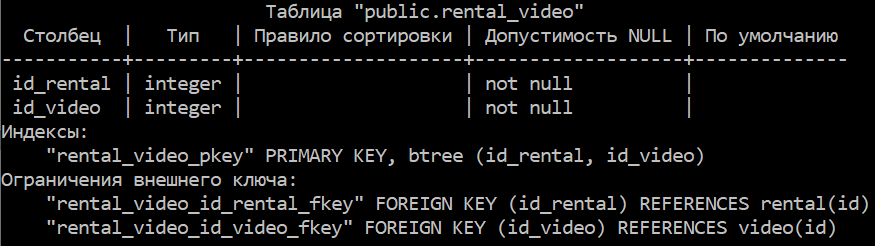 Таблица "public.rental_video"
Столбец | Тип | Правило сортировки | Допустимость NULL | По умолчанию
-----------+---------+--------------------+-------------------+--------------
id_rental | integer | | not null |
id_video | integer | | not null |
Индексы:
"rental_video_pkey" PRIMARY KEY, btree (id_rental, id_video)
Ограничения внешнего ключа:
"rental_video_id_rental_fkey" FOREIGN KEY (id_rental) REFERENCES rental(id)
"rental_video_id_video_fkey" FOREIGN KEY (id_video) REFERENCES video(id)